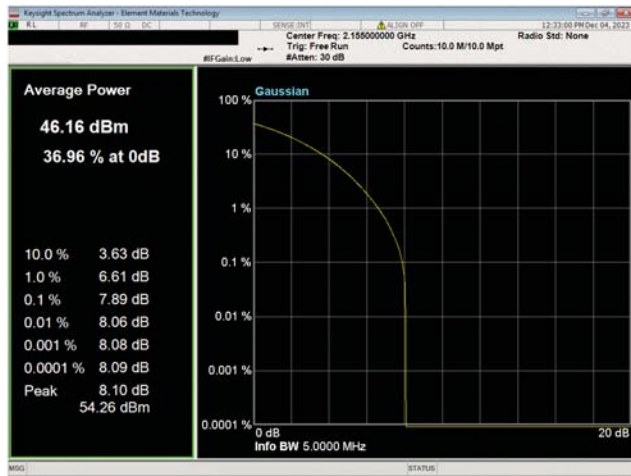 Keysight Spectrum Analyzer - Element Materials Technology
RL RF 50 Ω DC SENSE:INT ALIGN OFF 12:33:00 PM Dec 04, 2023
Center Freq: 2.155000000 GHz Radio Std: None
Trig: Free Run Counts:10.0 M/10.0 Mpt
#IFGain:Low #Atten: 30 dB
Average Power
46.16 dBm
36.96 % at 0dB
10.0 % 3.63 dB
1.0 % 6.61 dB
0.1 % 7.89 dB
0.01 % 8.06 dB
0.001 % 8.08 dB
0.0001 % 8.09 dB
Peak 8.10 dB
54.26 dBm
Gaussian
100 %
10 %
1 %
0.1 %
0.01 %
0.001 %
0.0001 %
0 dB 20 dB
Info BW 5.0000 MHz
MSG STATUS